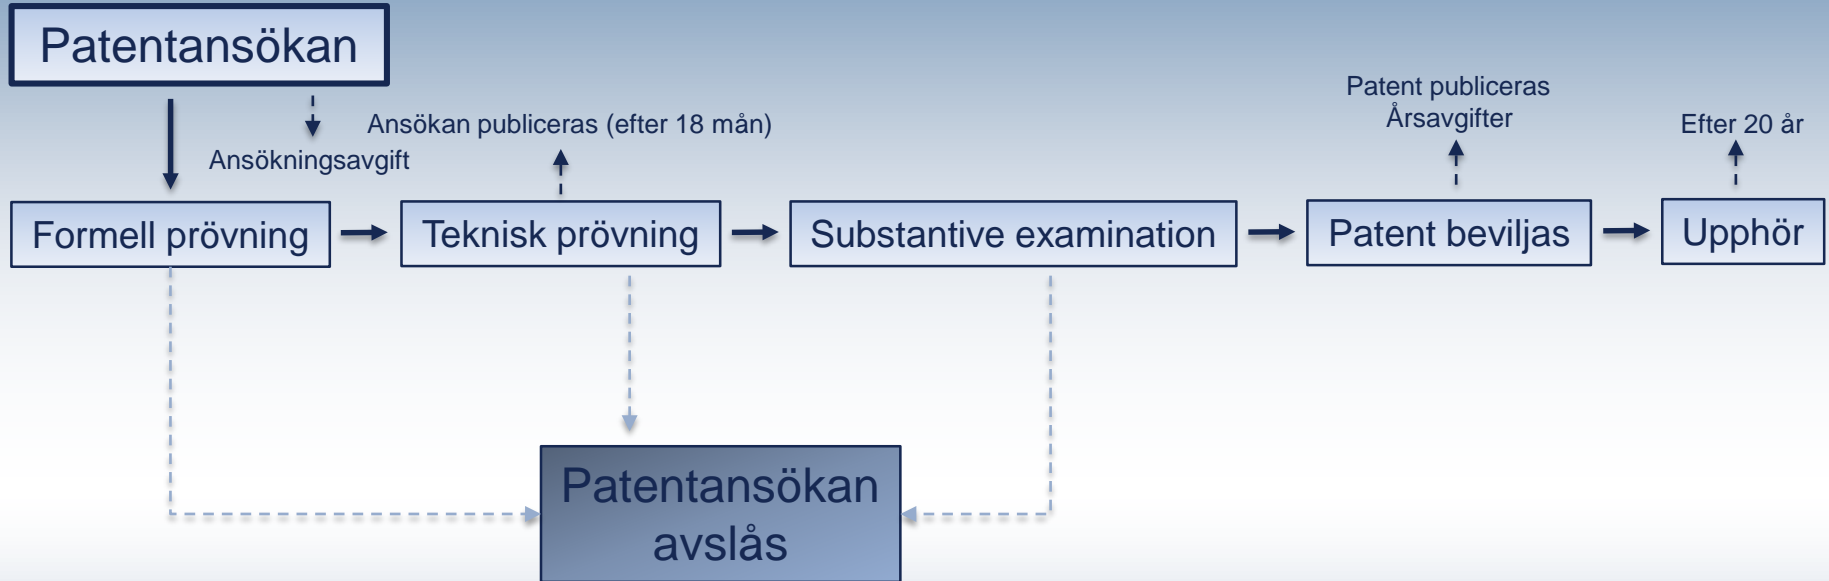 Patentansökan
Ansökan publiceras (efter 18 mån)
Ansökningsavgift
Patent publiceras
Årsavgifter
Efter 20 år
Formell prövning
Teknisk prövning
Substantive examination
Patent beviljas
Upphör
Patentansökan
avslås